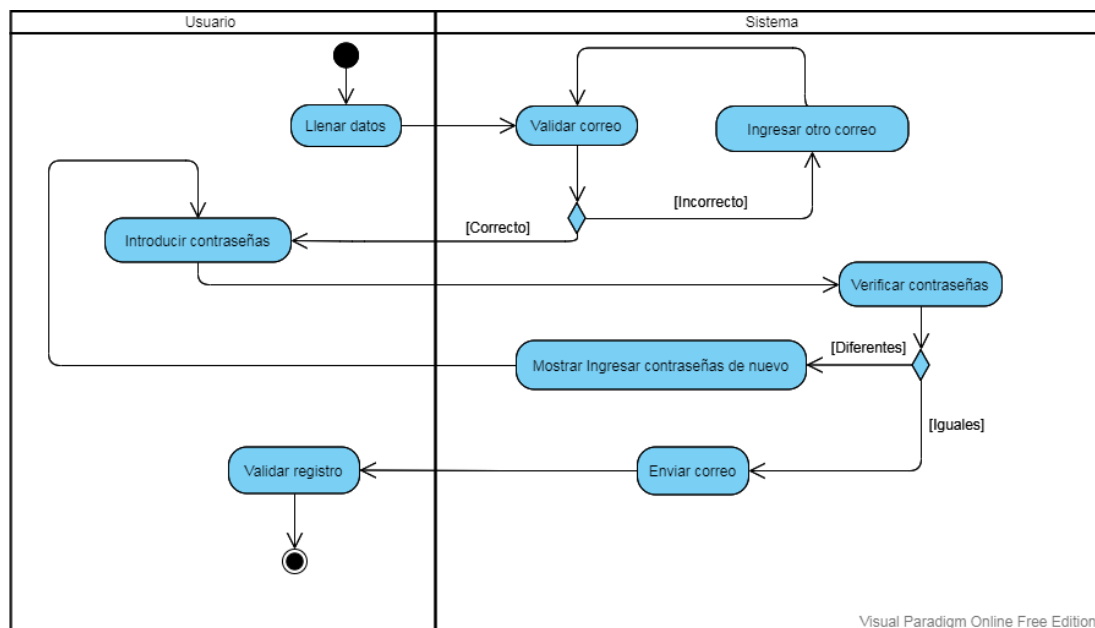 Usuario
Sistema
Llenar datos
Validar correo
Ingresar otro correo
[Incorrecto]
[Correcto]
Introducir contraseñas
Verificar contraseñas
[Diferentes]
Mostrar Ingresar contraseñas de nuevo
[Iguales]
Validar registro
Enviar correo
Visual Paradigm Online Free Edition